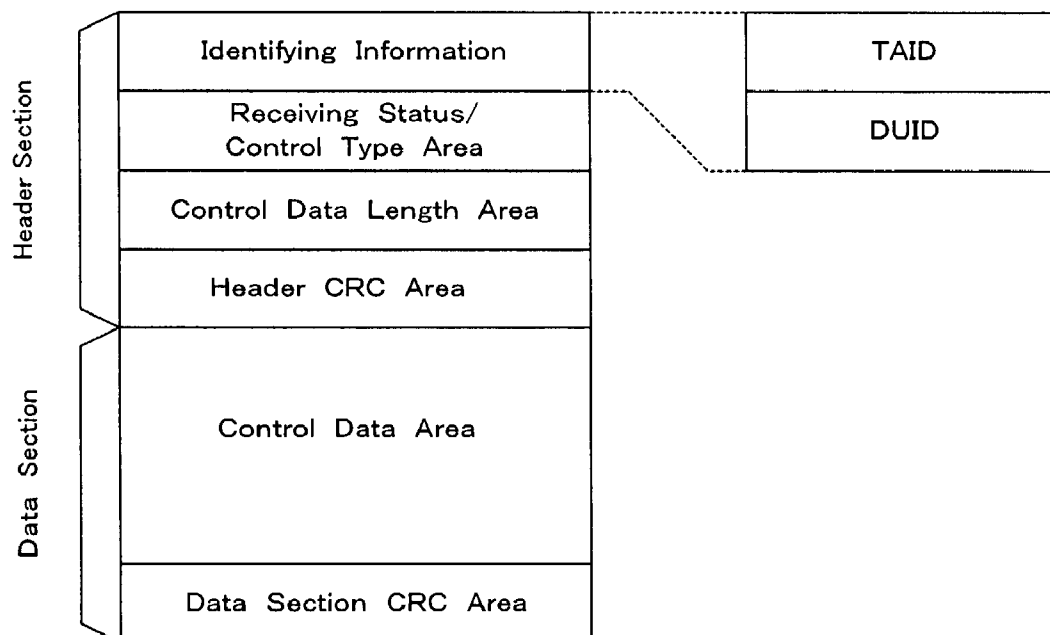 Header Section
Identifying Information
Receiving Status/
Control Type Area
Control Data Length Area
Header CRC Area
TAID
DUID
Data Section
Control Data Area
Data Section CRC Area